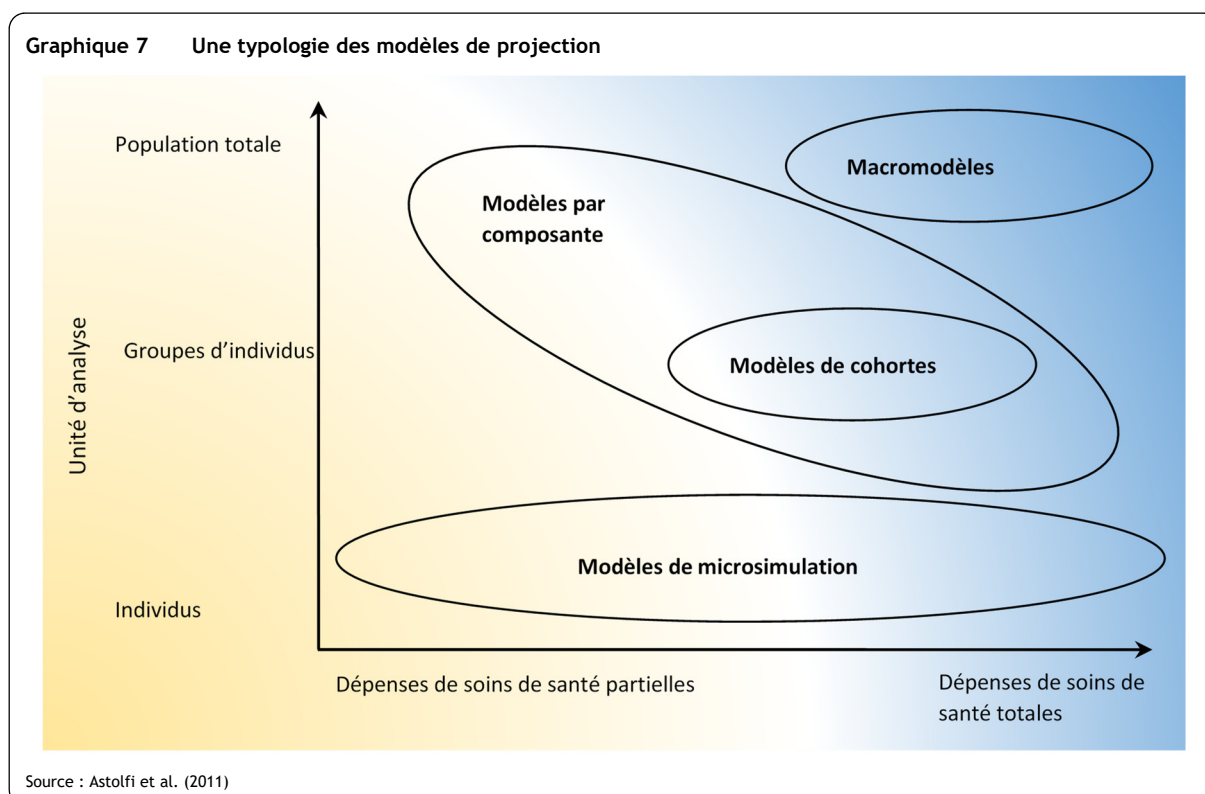 Graphique 7 Une typologie des modèles de projection
Population totale
Macromodèles
Modèles par
composante
Unité d'analyse
Groupes d'individus
Modèles de cohortes
Modèles de microsimulation
Individus
Dépenses de soins de santé partielles
Dépenses de soins de
santé totales
Source : Astolfi et al. (2011)